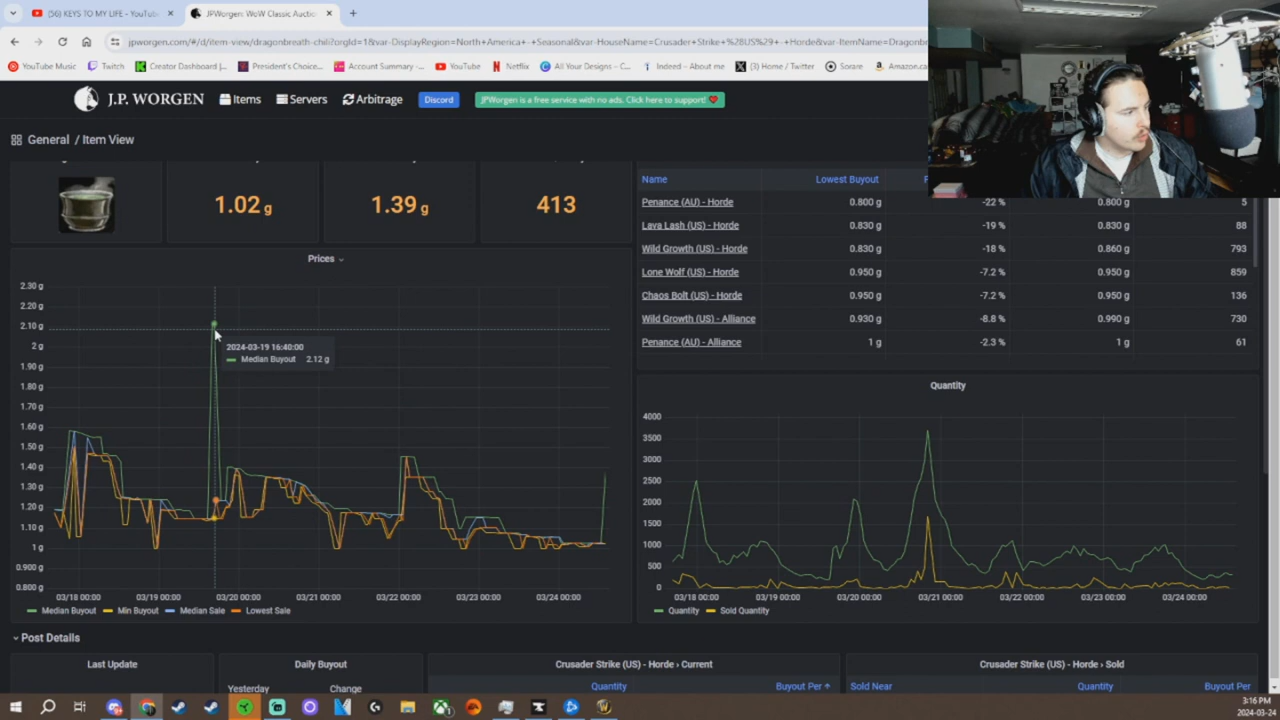 (56) KEYS TO MY LIFE - YouTub
JPWorgen: WoW Classic Auctio
jpworgen.com/#/d/item-view/dragonbreath-chili?orgId=1&var-DisplayRegion=North+America+-+Seasonal&var-HouseName=Crusader+Strike+%28US%29+-+Horde&var-ItemName=Dragonb
YouTube Music Twitch Creator Dashboard |... President's Choice... Account Summary -... YouTube Netflix All Your Designs – C... Indeed – About me (3) Home / Twitter Sorare Amazon.ca
J.P. WORGEN Items Servers Arbitrage Discord JPWorgen is a free service with no ads. Click here to support!
General / Item View
1.02 g 1.39 g 413
Name Lowest Buyout
Penance (AU) - Horde 0.800 g -22 % 0.800 g 5
Lava Lash (US) - Horde 0.830 g -19 % 0.830 g 88
Wild Growth (US) - Horde 0.830 g -18 % 0.860 g 793
Lone Wolf (US) - Horde 0.950 g -7.2 % 0.950 g 859
Chaos Bolt (US) - Horde 0.950 g -7.2 % 0.950 g 136
Wild Growth (US) - Alliance 0.930 g -8.8 % 0.990 g 730
Penance (AU) - Alliance 1 g -2.3 % 1 g 61
Prices
2.30 g
2.20 g
2.10 g
2 g
1.90 g
1.80 g
1.70 g
1.60 g
1.50 g
1.40 g
1.30 g
1.20 g
1.10 g
1 g
0.900 g
0.800 g
2024-03-19 16:40:00
Median Buyout 2.12 g
03/18 00:00 03/19 00:00 03/20 00:00 03/21 00:00 03/22 00:00 03/23 00:00 03/24 00:00
Median Buyout Min Buyout Median Sale Lowest Sale
Quantity
4000
3500
3000
2500
2000
1500
1000
500
0
03/18 00:00 03/19 00:00 03/20 00:00 03/21 00:00 03/22 00:00 03/23 00:00 03/24 00:00
Quantity Sold Quantity
Post Details
Last Update
Daily Buyout
Yesterday Change
Crusader Strike (US) - Horde › Current
Quantity Buyout Per
Crusader Strike (US) - Horde › Sold
Sold Near Quantity Buyout Per
3:16 PM
2024-03-24